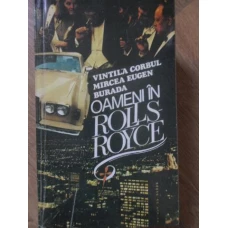 VINTILĂ CORBUL
MIRCEA EUGEN
BURADA
OAMENI ÎN
ROLLS-
ROYCE